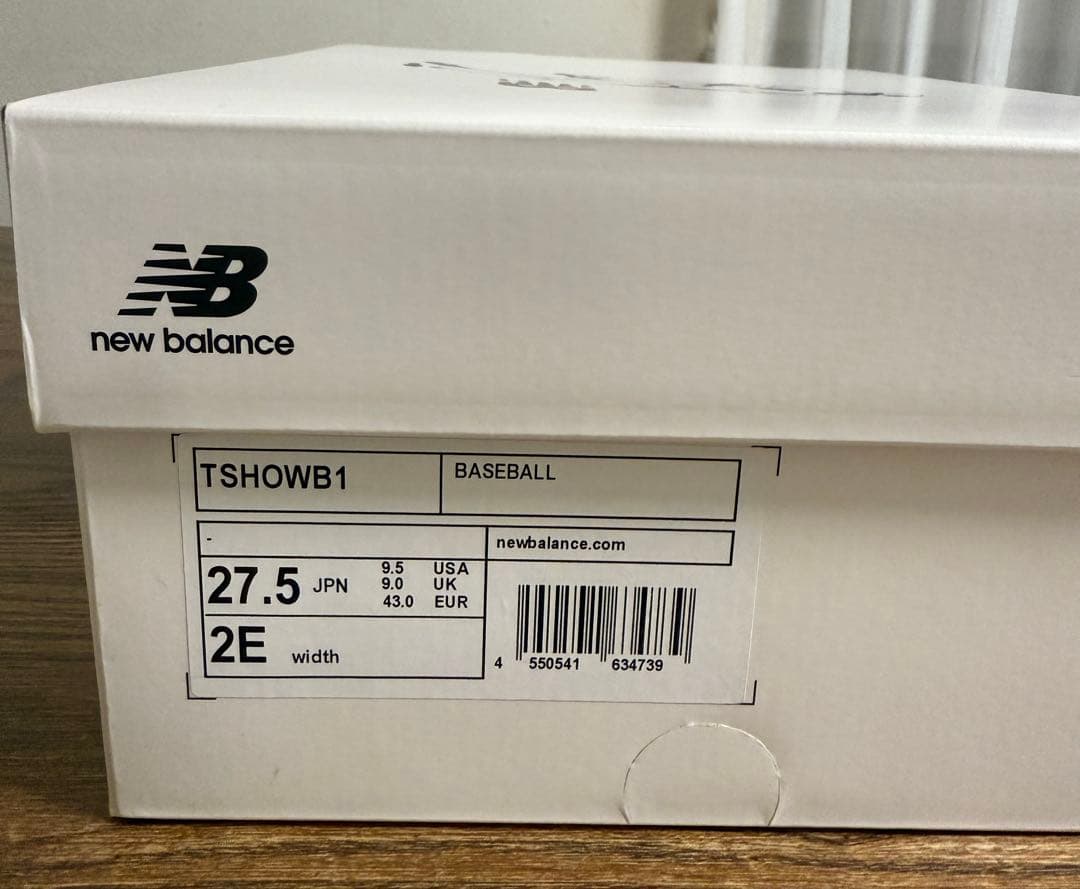 NB
new balance
TSHOWB1
BASEBALL
-
newbalance.com
27.5 JPN
9.5 USA
9.0 UK
43.0 EUR
2E width
4 550541 634739